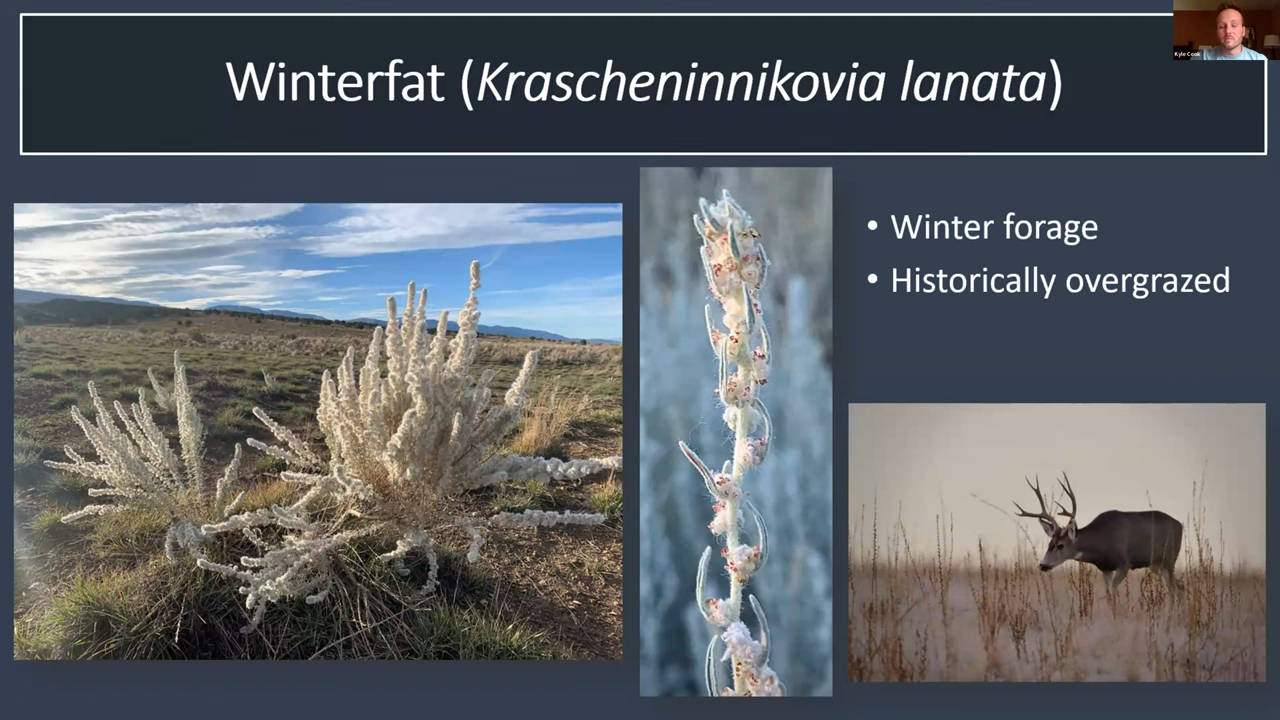 Winterfat (Krascheninnikovia lanata)
Kyle Cook
• Winter forage
• Historically overgrazed